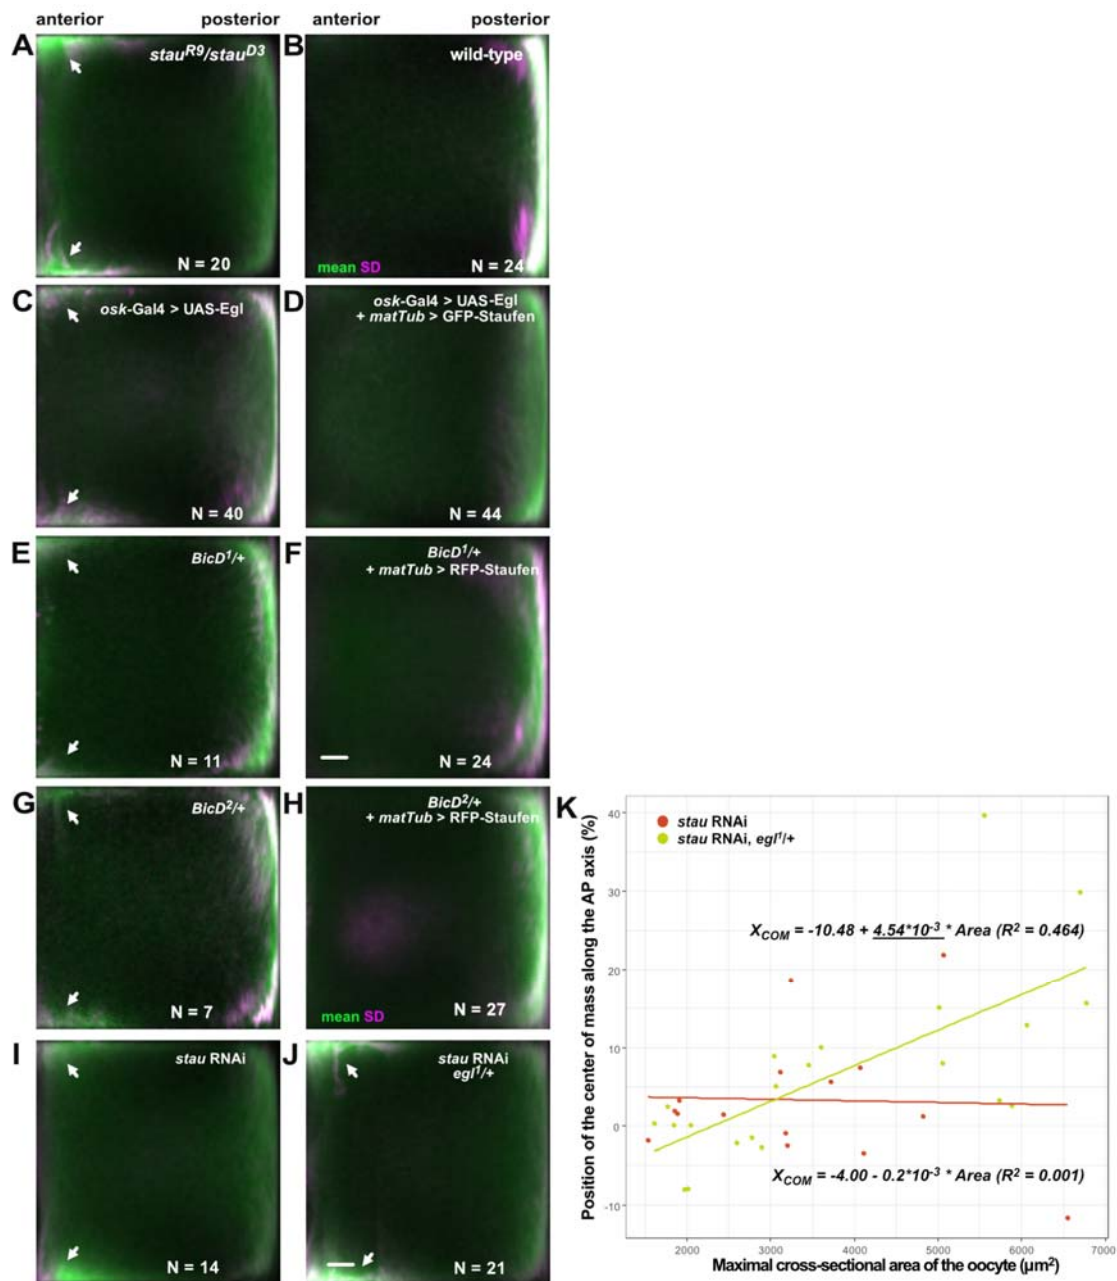 anterior posterior anterior posterior
A stauR9/stauD3 B wild-type
N = 20 mean SD N = 24
C osk-Gal4 > UAS-Egl D osk-Gal4 > UAS-Egl
+ matTub > GFP-Staufen
N = 40 N = 44
E BicD1/+ F BicD1/+
+ matTub > RFP-Staufen
N = 11 N = 24
G BicD2/+ H BicD2/+
+ matTub > RFP-Staufen
N = 7 mean SD N = 27
I stau RNAi J stau RNAi
egl1/+
N = 14 N = 21
K
stau RNAi
stau RNAi, egl1/+
Position of the center of mass along the AP axis (%)
40
30
20
10
0
-10
XCOM = -10.48 + 4.54*10-3 * Area (R2 = 0.464)
XCOM = -4.00 - 0.2*10-3 * Area (R2 = 0.001)
2000 3000 4000 5000 6000 7000
Maximal cross-sectional area of the oocyte (µm2)